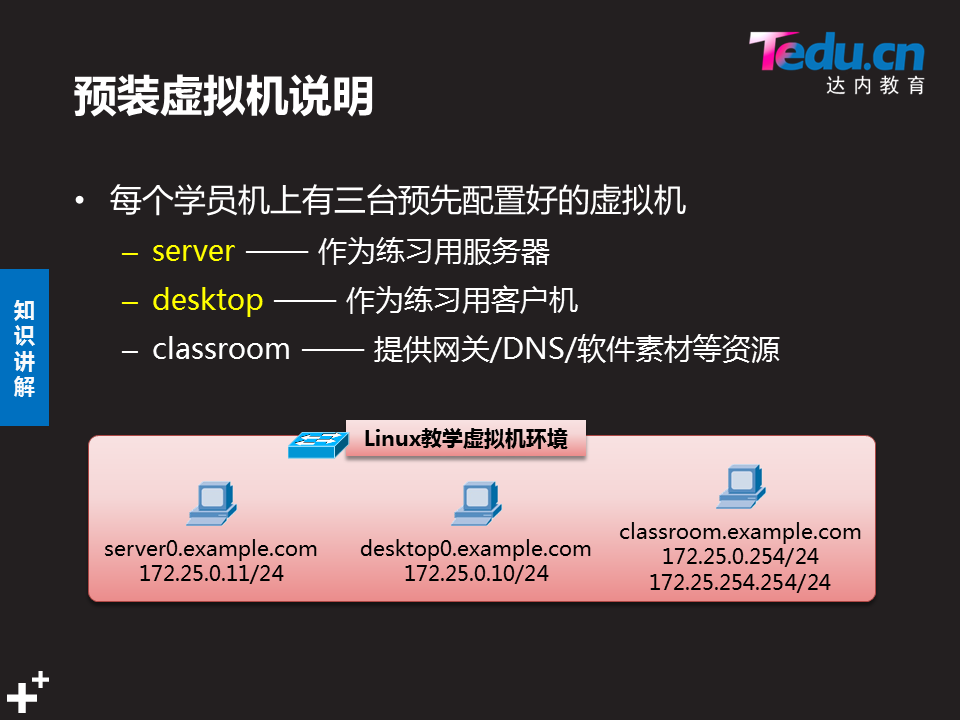 Tedu.cn
达内教育
预装虚拟机说明
• 每个学员机上有三台预先配置好的虚拟机
– server —— 作为练习用服务器
– desktop —— 作为练习用客户机
– classroom —— 提供网关/DNS/软件素材等资源
知识讲解
Linux教学虚拟机环境
server0.example.com
172.25.0.11/24
desktop0.example.com
172.25.0.10/24
classroom.example.com
172.25.0.254/24
172.25.254.254/24